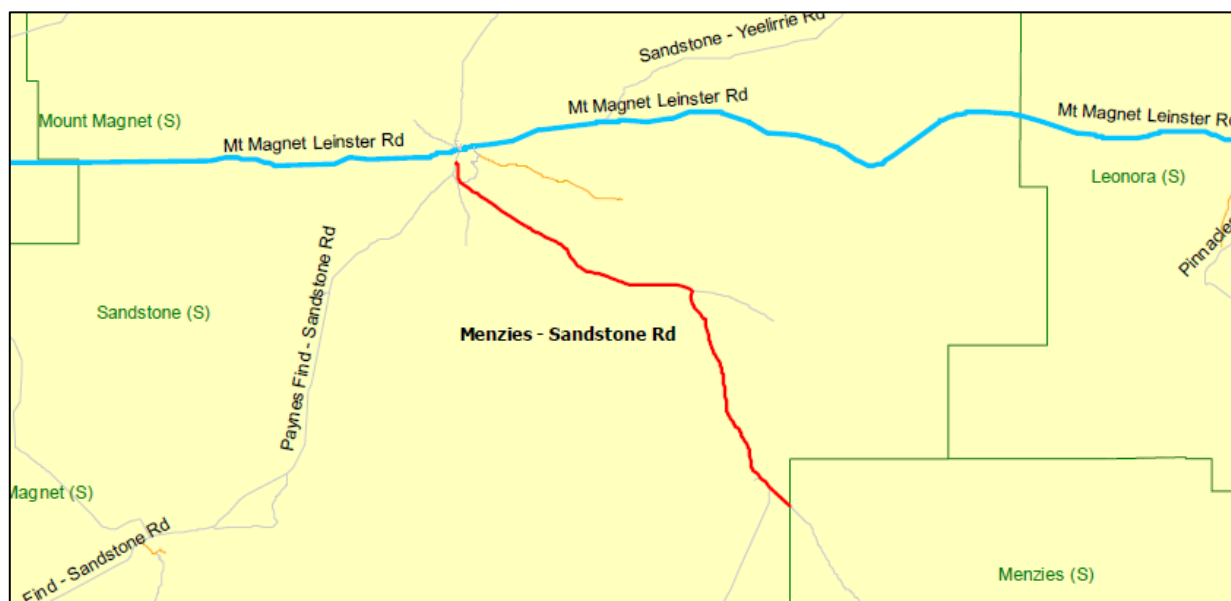 Sandstone - Yeelirrie Rd
Mt Magnet Leinster Rd
Mt Magnet Leinster Rd
Mount Magnet (S)
Mt Magnet Leinster Rd
Leonora (S)
Pinnacles
Paynes Find - Sandstone Rd
Sandstone (S)
Menzies - Sandstone Rd
Magnet (S)
Find - Sandstone Rd
Menzies (S)